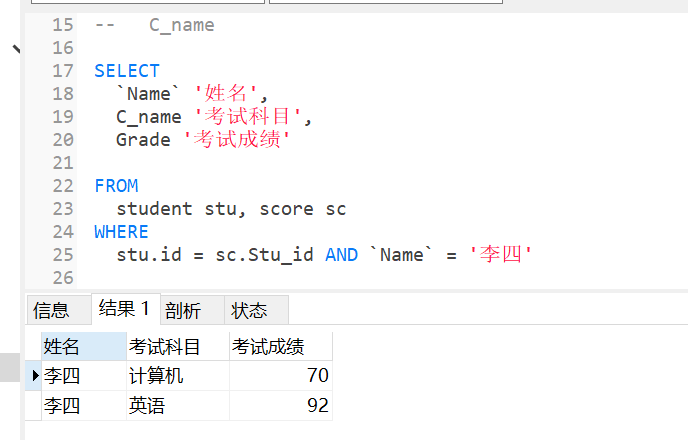 15 -- C_name
16
17 SELECT
18 `Name` '姓名',
19 C_name '考试科目',
20 Grade '考试成绩'
21
22 FROM
23 student stu, score sc
24 WHERE
25 stu.id = sc.Stu_id AND `Name` = '李四'
26
信息 结果 1 剖析 状态
姓名 考试科目 考试成绩
李四 计算机 70
李四 英语 92